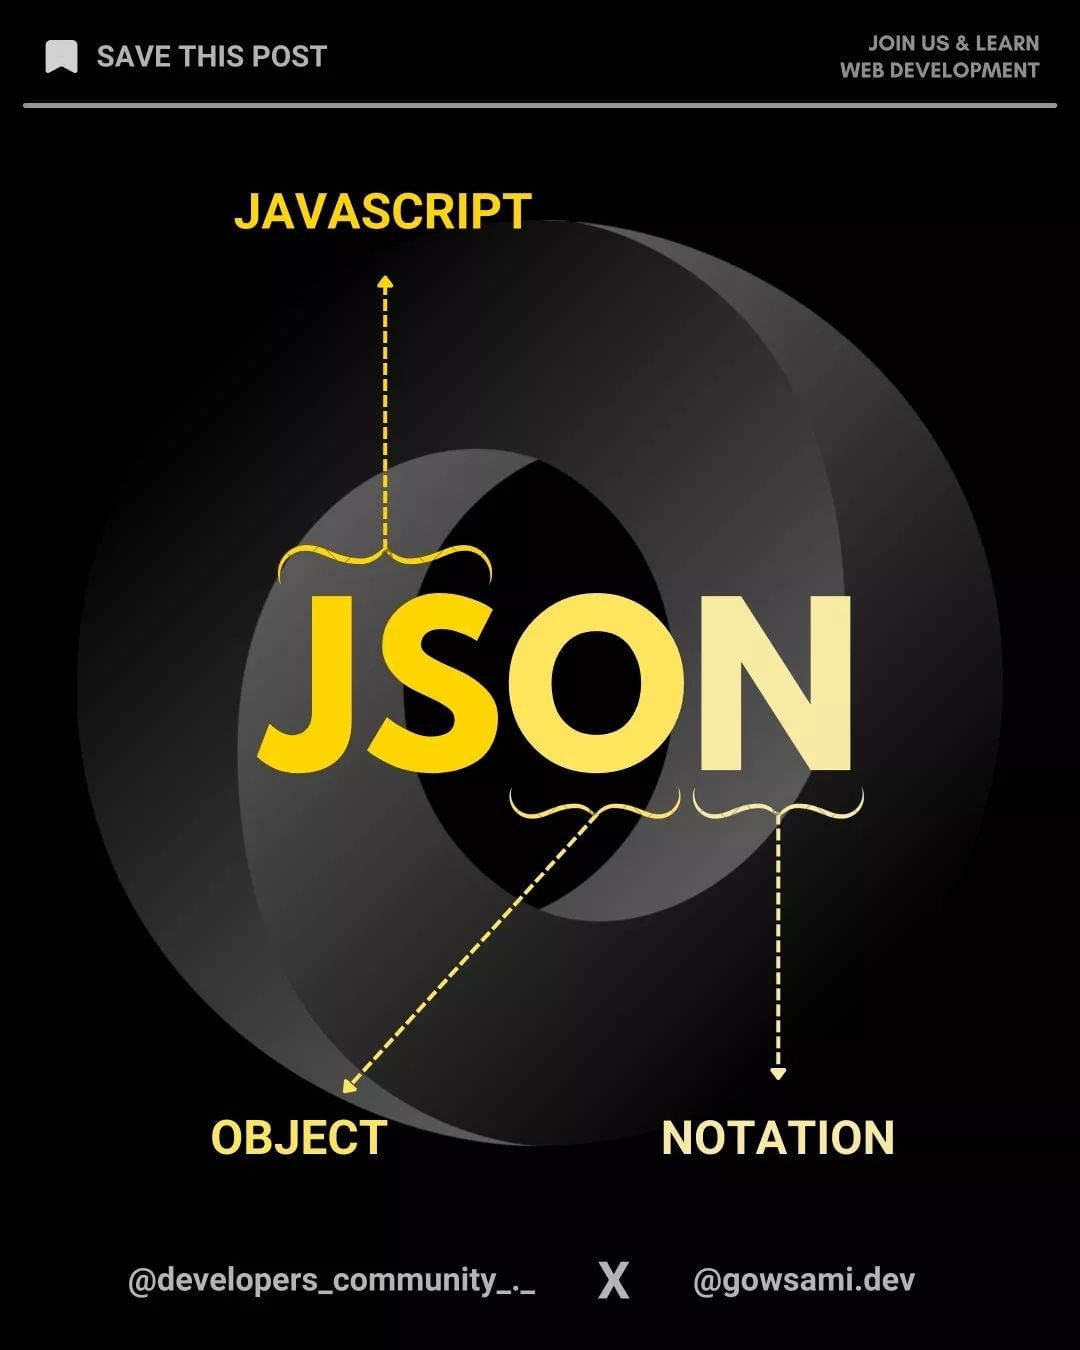 SAVE THIS POST
JOIN US & LEARN
WEB DEVELOPMENT
JAVASCRIPT
JSON
OBJECT
NOTATION
@developers_community_._ X @gowsami.dev